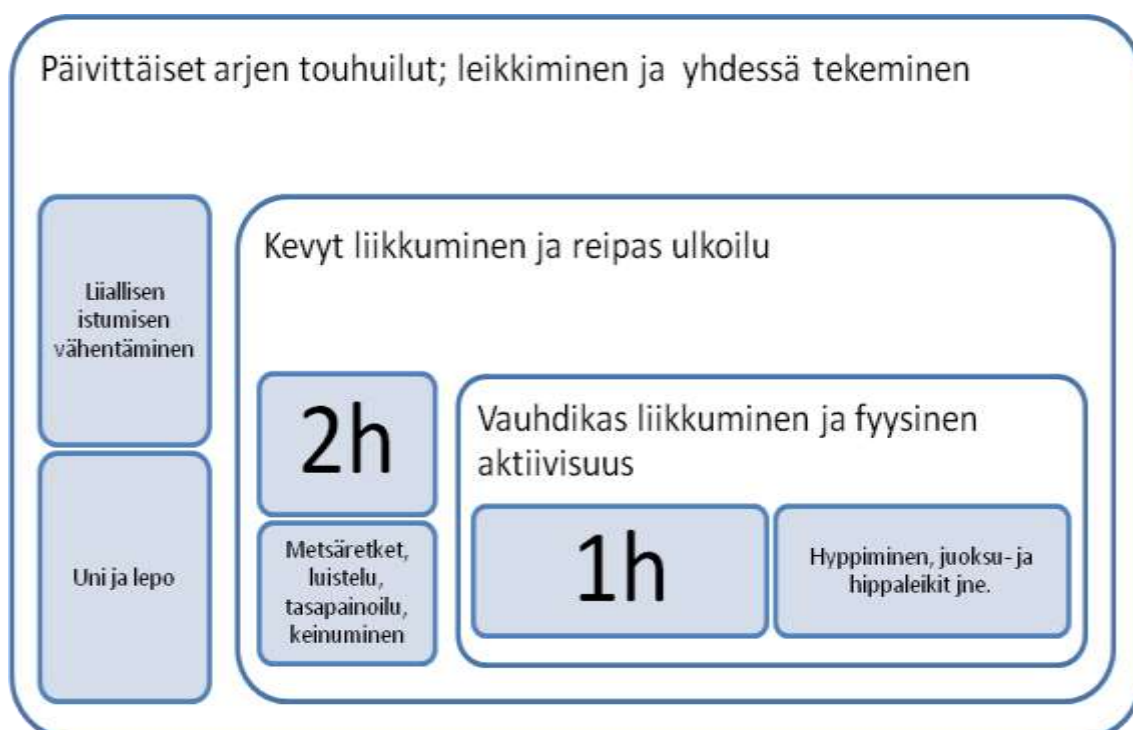 Päivittäiset arjen touhuilut; leikkiminen ja yhdessä tekeminen
Liiallisen
istumisen
vähentäminen
Uni ja lepo
Kevyt liikkuminen ja reipas ulkoilu
2h
Metsäretket,
luistelu,
tasapainoilu,
keinuminen
Vauhdikas liikkuminen ja fyysinen
aktiivisuus
1h
Hyppiminen, juoksu- ja
hippaleikit jne.